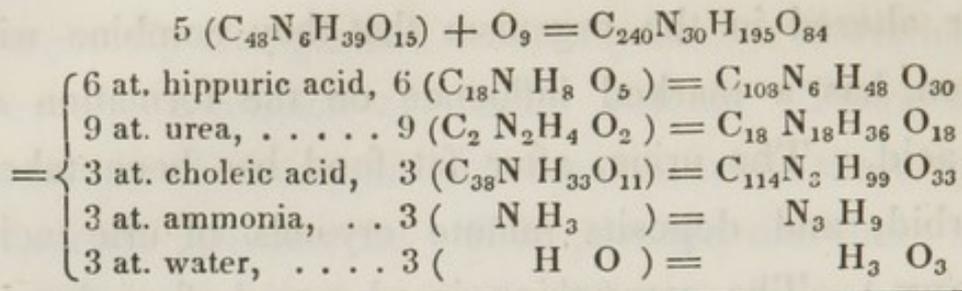 5 (C₄₈N₆H₃₉O₁₅) + O₉ = C₂₄₀N₃₀H₁₉₅O₈₄
6 at. hippuric acid, 6 (C₁₈N H₈ O₅) = C₁₀₈N₆ H₄₈ O₃₀
9 at. urea, . . . . . 9 (C₂ N₂H₄ O₂ ) = C₁₈ N₁₈H₃₆ O₁₈
= { 3 at. choleic acid, 3 (C₃₈N H₃₃O₁₁) = C₁₁₄N₃ H₉₉ O₃₃
3 at. ammonia, . . 3 ( N H₃ ) = N₃ H₉
3 at. water, . . . . 3 ( H O ) = H₃ O₃